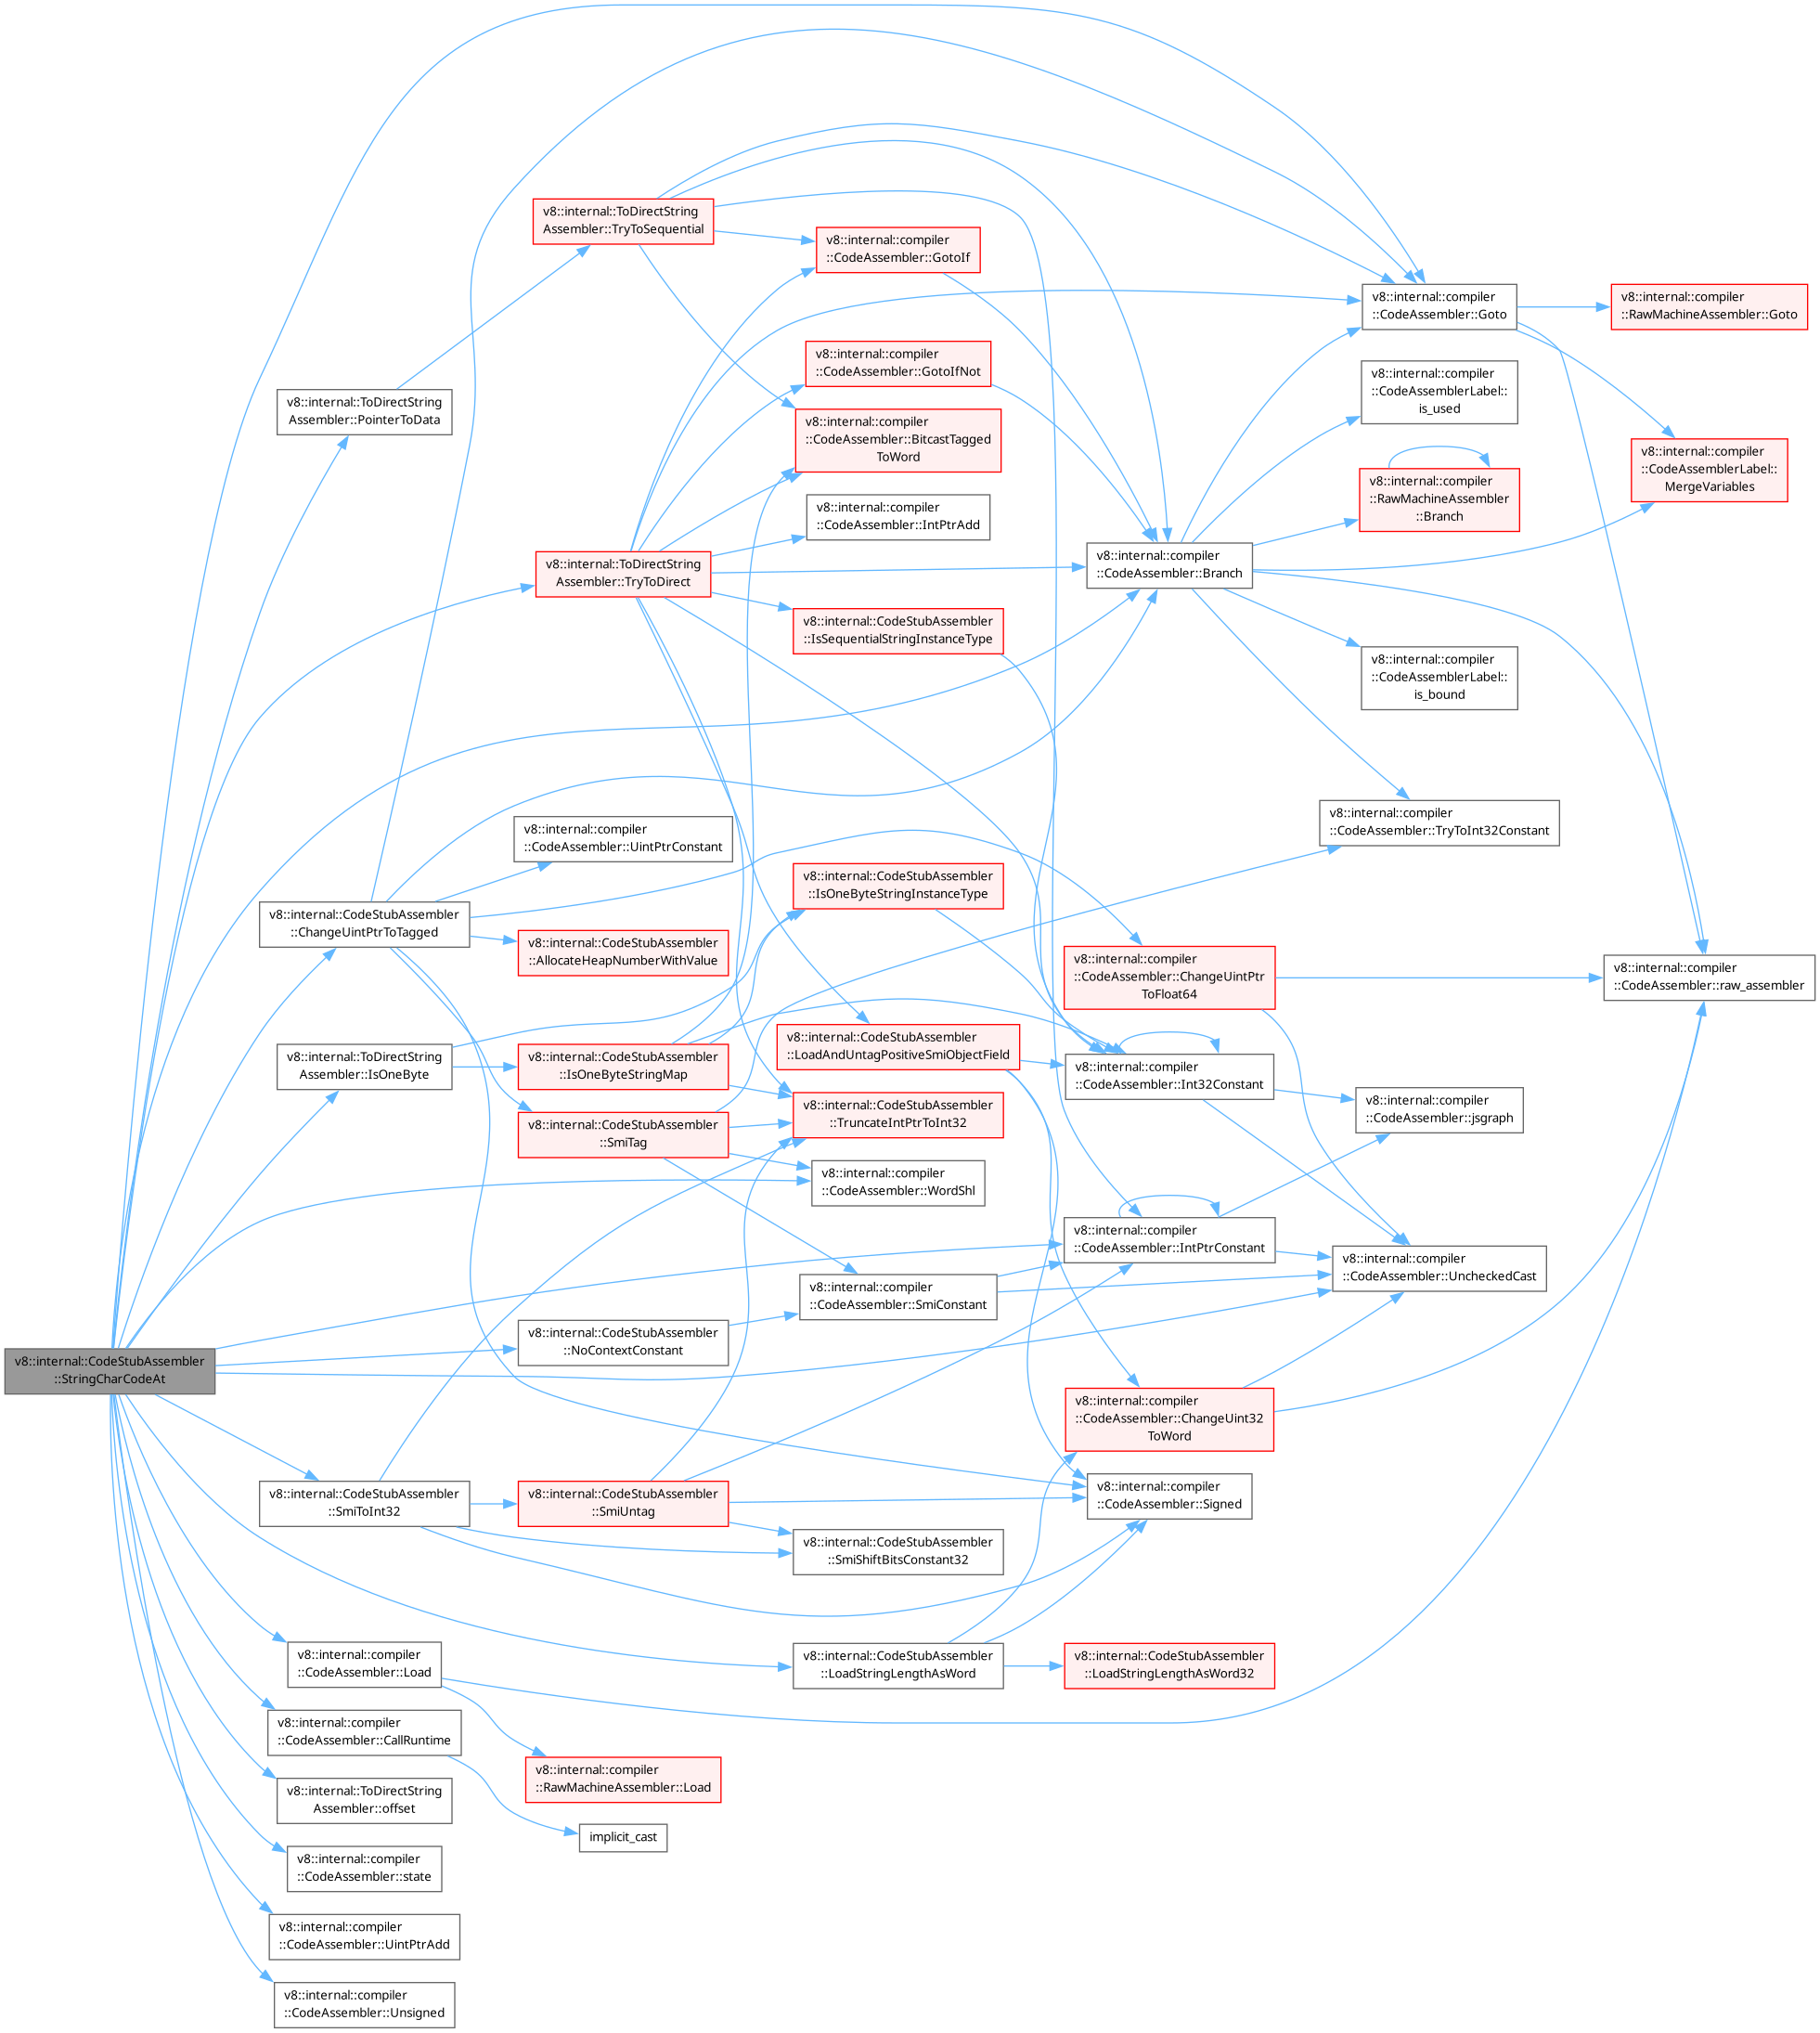 v8::internal::ToDirectString
Assembler::TryToSequential
v8::internal::compiler
::CodeAssembler::GotoIf
v8::internal::compiler
::CodeAssembler::Goto
v8::internal::compiler
::RawMachineAssembler::Goto
v8::internal::compiler
::CodeAssembler::GotoIfNot
v8::internal::compiler
::CodeAssemblerLabel::
is_used
v8::internal::ToDirectString
Assembler::PointerToData
v8::internal::compiler
::CodeAssembler::BitcastTagged
ToWord
v8::internal::compiler
::CodeAssemblerLabel::
MergeVariables
v8::internal::compiler
::RawMachineAssembler
::Branch
v8::internal::compiler
::CodeAssembler::IntPtrAdd
v8::internal::ToDirectString
Assembler::TryToDirect
v8::internal::compiler
::CodeAssembler::Branch
v8::internal::CodeStubAssembler
::IsSequentialStringInstanceType
v8::internal::compiler
::CodeAssemblerLabel::
is_bound
v8::internal::compiler
::CodeAssembler::TryToInt32Constant
v8::internal::compiler
::CodeAssembler::UintPtrConstant
v8::internal::CodeStubAssembler
::IsOneByteStringInstanceType
v8::internal::CodeStubAssembler
::ChangeUintPtrToTagged
v8::internal::CodeStubAssembler
::AllocateHeapNumberWithValue
v8::internal::compiler
::CodeAssembler::ChangeUintPtr
ToFloat64
v8::internal::compiler
::CodeAssembler::raw_assembler
v8::internal::CodeStubAssembler
::LoadAndUntagPositiveSmiObjectField
v8::internal::ToDirectString
Assembler::IsOneByte
v8::internal::CodeStubAssembler
::IsOneByteStringMap
v8::internal::compiler
::CodeAssembler::Int32Constant
v8::internal::CodeStubAssembler
::TruncateIntPtrToInt32
v8::internal::compiler
::CodeAssembler::jsgraph
v8::internal::CodeStubAssembler
::SmiTag
v8::internal::compiler
::CodeAssembler::WordShl
v8::internal::compiler
::CodeAssembler::IntPtrConstant
v8::internal::compiler
::CodeAssembler::UncheckedCast
v8::internal::compiler
::CodeAssembler::SmiConstant
v8::internal::CodeStubAssembler
::NoContextConstant
v8::internal::CodeStubAssembler
::StringCharCodeAt
v8::internal::compiler
::CodeAssembler::ChangeUint32
ToWord
v8::internal::CodeStubAssembler
::SmiToInt32
v8::internal::CodeStubAssembler
::SmiUntag
v8::internal::compiler
::CodeAssembler::Signed
v8::internal::CodeStubAssembler
::SmiShiftBitsConstant32
v8::internal::compiler
::CodeAssembler::Load
v8::internal::CodeStubAssembler
::LoadStringLengthAsWord
v8::internal::CodeStubAssembler
::LoadStringLengthAsWord32
v8::internal::compiler
::CodeAssembler::CallRuntime
v8::internal::compiler
::RawMachineAssembler::Load
v8::internal::ToDirectString
Assembler::offset
implicit_cast
v8::internal::compiler
::CodeAssembler::state
v8::internal::compiler
::CodeAssembler::UintPtrAdd
v8::internal::compiler
::CodeAssembler::Unsigned